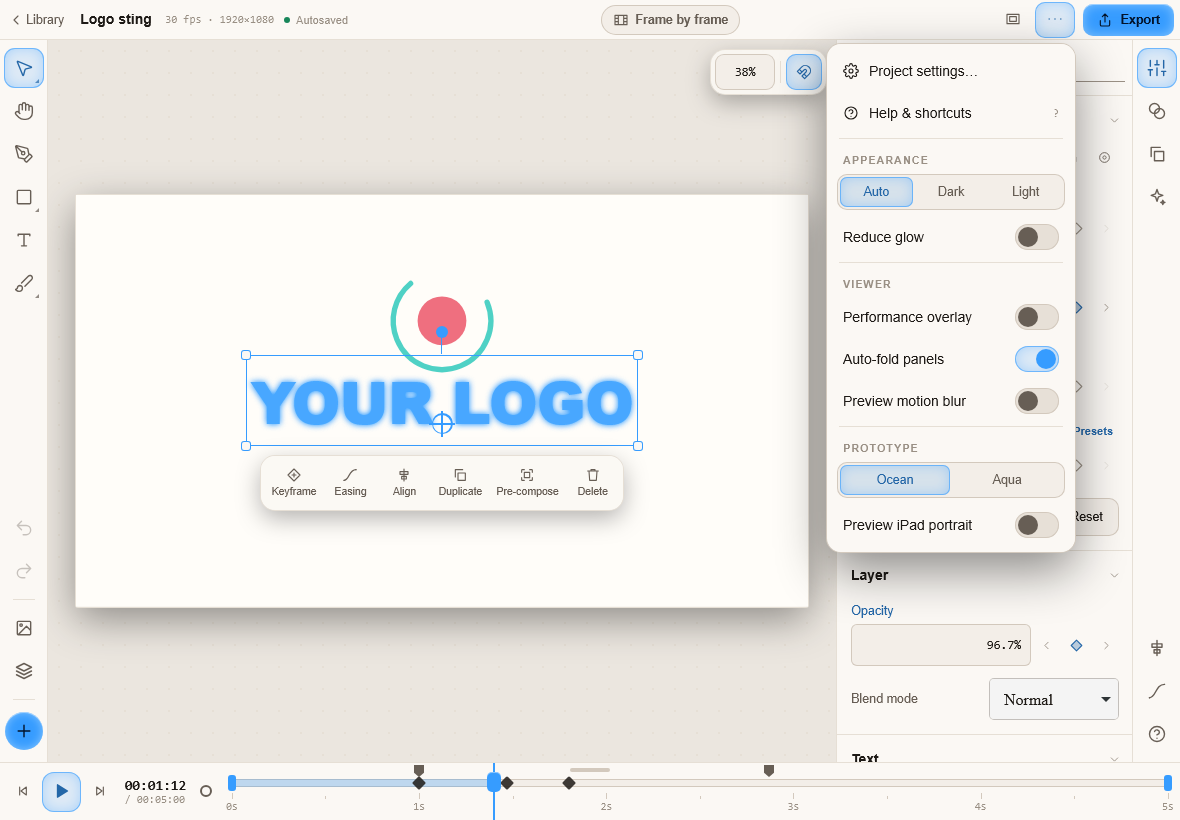 Library
Logo sting
30 fps · 1920×1080
Autosaved
Frame by frame
Export
38%
Project settings…
Help & shortcuts
?
APPEARANCE
Auto
Dark
Light
Reduce glow
VIEWER
Performance overlay
Auto-fold panels
Preview motion blur
PROTOTYPE
Ocean
Aqua
Preview iPad portrait
Presets
Reset
YOUR LOGO
Keyframe
Easing
Align
Duplicate
Pre-compose
Delete
Layer
Opacity
96.7%
Blend mode
Normal
Text
00:01:12
/ 00:05:00
0s
1s
2s
3s
4s
5s